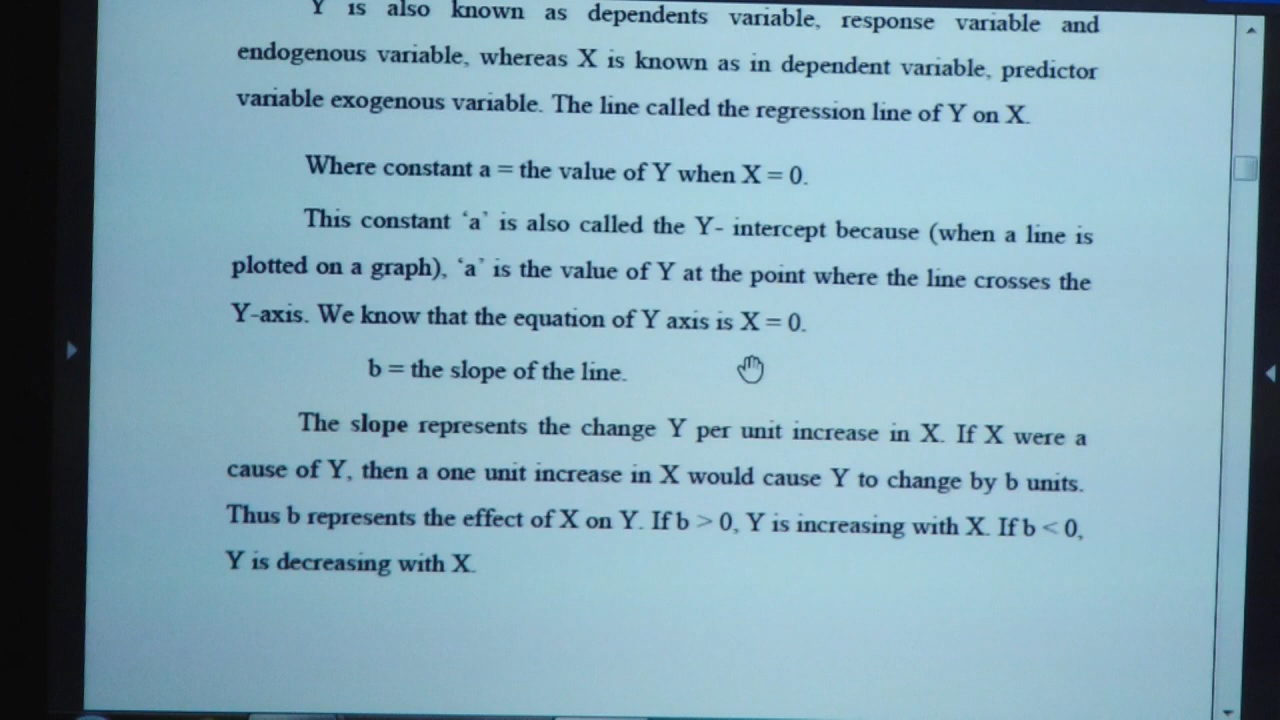 Y is also known as dependents variable, response variable and
endogenous variable, whereas X is known as in dependent variable, predictor
variable exogenous variable. The line called the regression line of Y on X.
Where constant a = the value of Y when X = 0.
This constant ‘a’ is also called the Y- intercept because (when a line is
plotted on a graph), ‘a’ is the value of Y at the point where the line crosses the
Y-axis. We know that the equation of Y axis is X = 0.
b = the slope of the line.
The slope represents the change Y per unit increase in X. If X were a
cause of Y, then a one unit increase in X would cause Y to change by b units.
Thus b represents the effect of X on Y. If b > 0, Y is increasing with X. If b < 0,
Y is decreasing with X.